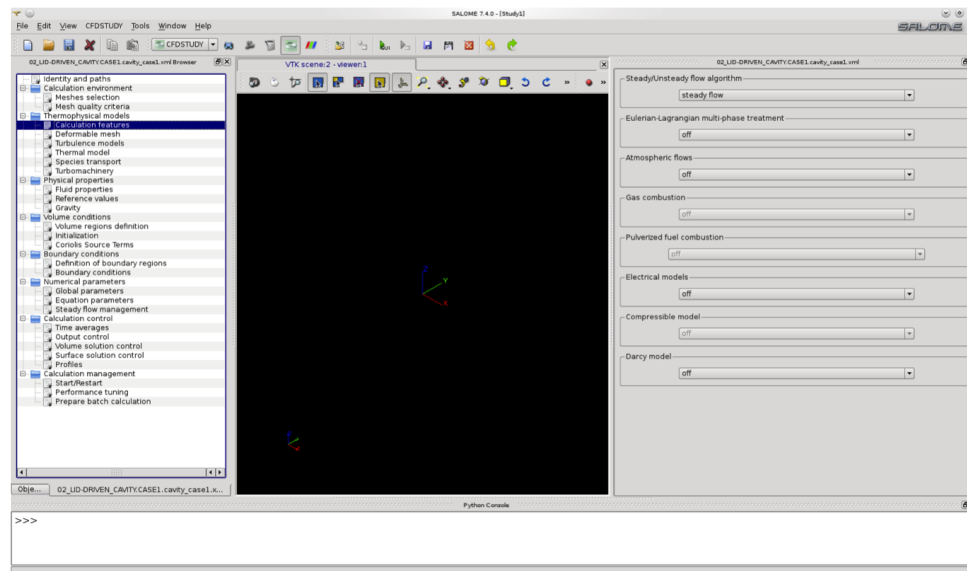 SALOME 7.4.0 - [Study1]
File Edit View CFDSTUDY Tools Window Help
SALOME
CFDSTUDY
02_LID-DRIVEN_CAVITY.CASE1.cavity_case1.xml Browser
Identity and paths
Calculation environment
Meshes selection
Mesh quality criteria
Thermophysical models
Calculation features
Deformable mesh
Turbulence models
Thermal model
Species transport
Turbomachinery
Physical properties
Fluid properties
Reference values
Gravity
Volume conditions
Volume regions definition
Initialization
Coriolis Source Terms
Boundary conditions
Definition of boundary regions
Boundary conditions
Numerical parameters
Global parameters
Equation parameters
Steady flow management
Calculation control
Time averages
Output control
Volume solution control
Surface solution control
Profiles
Calculation management
Start/Restart
Performance tuning
Prepare batch calculation
Obje... 02_LID-DRIVEN_CAVITY.CASE1.cavity_case1.x...
VTK scene:2 - viewer:1
Z
Y
X
02_LID-DRIVEN_CAVITY.CASE1.cavity_case1.xml
Steady/Unsteady flow algorithm
steady flow
Eulerian-Lagrangian multi-phase treatment
off
Atmospheric flows
off
Gas combustion
off
Pulverized fuel combustion
off
Electrical models
off
Compressible model
off
Darcy model
off
Python Console
>>>